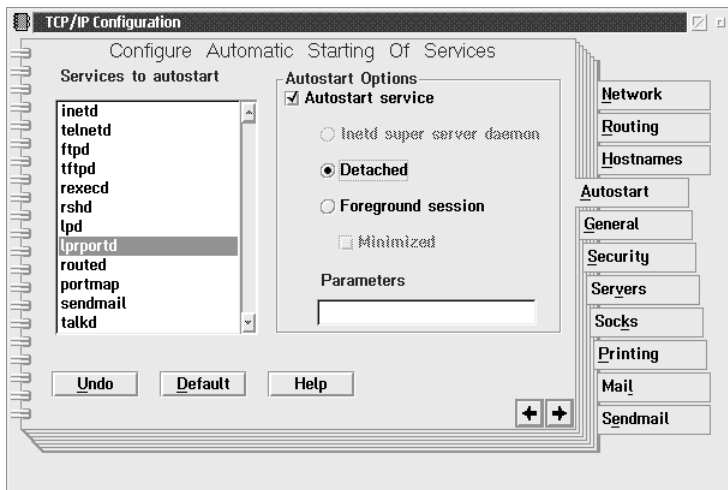 TCP/IP Configuration
Configure Automatic Starting Of Services
Services to autostart
inetd
telnetd
ftpd
tftpd
rexecd
rshd
lpd
lprportd
routed
portmap
sendmail
talkd
Autostart Options
Autostart service
Inetd super server daemon
Detached
Foreground session
Minimized
Parameters
Undo
Default
Help
Network
Routing
Hostnames
Autostart
General
Security
Servers
Socks
Printing
Mail
Sendmail